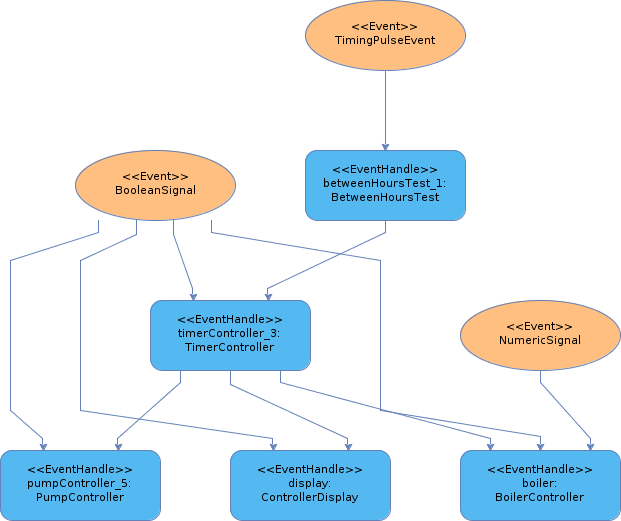 <<Event>>
TimingPulseEvent
<<EventHandle>>
betweenHoursTest_1:
BetweenHoursTest
<<Event>>
BooleanSignal
<<EventHandle>>
timerController_3:
TimerController
<<Event>>
NumericSignal
<<EventHandle>>
pumpController_5:
PumpController
<<EventHandle>>
display:
ControllerDisplay
<<EventHandle>>
boiler:
BoilerController